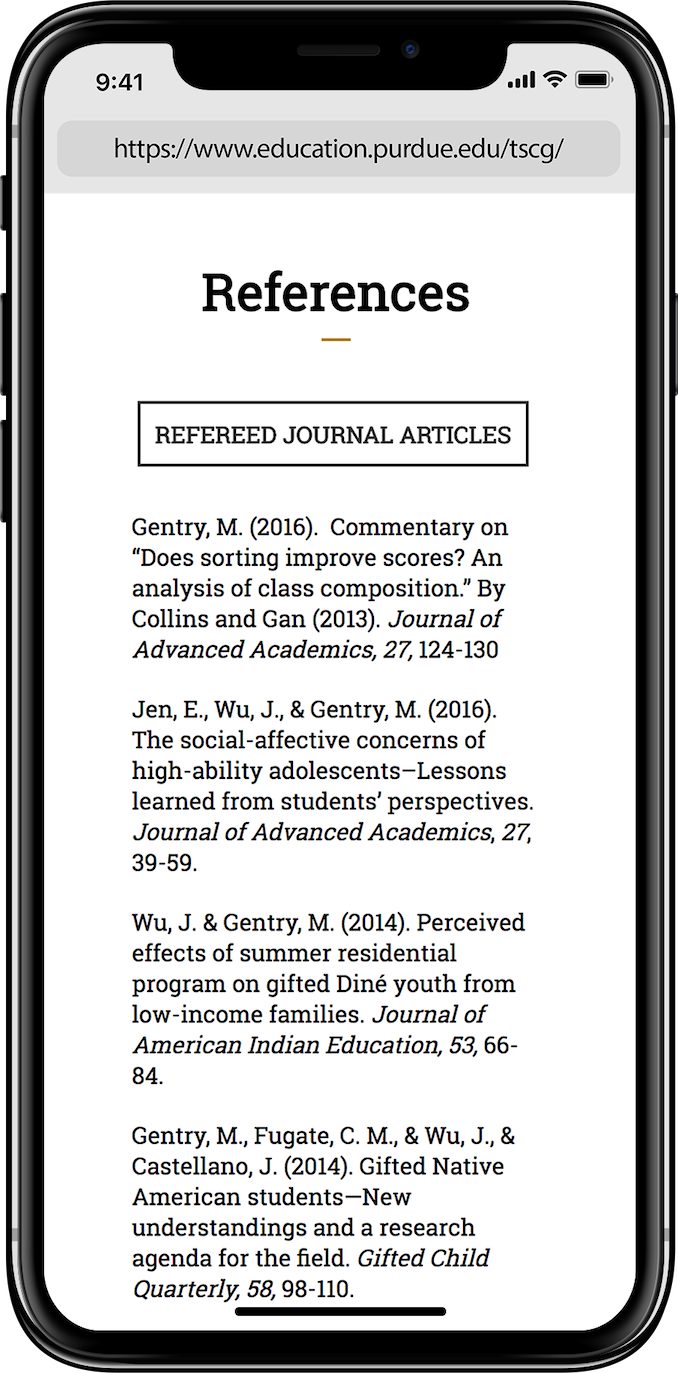 9:41
https://www.education.purdue.edu/tscg/
References
REFEREED JOURNAL ARTICLES
Gentry, M. (2016).  Commentary on
“Does sorting improve scores? An
analysis of class composition.” By
Collins and Gan (2013). Journal of
Advanced Academics, 27, 124-130
Jen, E., Wu, J., & Gentry, M. (2016).
The social-affective concerns of
high-ability adolescents–Lessons
learned from students’ perspectives.
Journal of Advanced Academics, 27,
39-59.
Wu, J. & Gentry, M. (2014). Perceived
effects of summer residential
program on gifted Diné youth from
low-income families. Journal of
American Indian Education, 53, 66-
84.
Gentry, M., Fugate, C. M., & Wu, J., &
Castellano, J. (2014). Gifted Native
American students—New
understandings and a research
agenda for the field. Gifted Child
Quarterly, 58, 98-110.